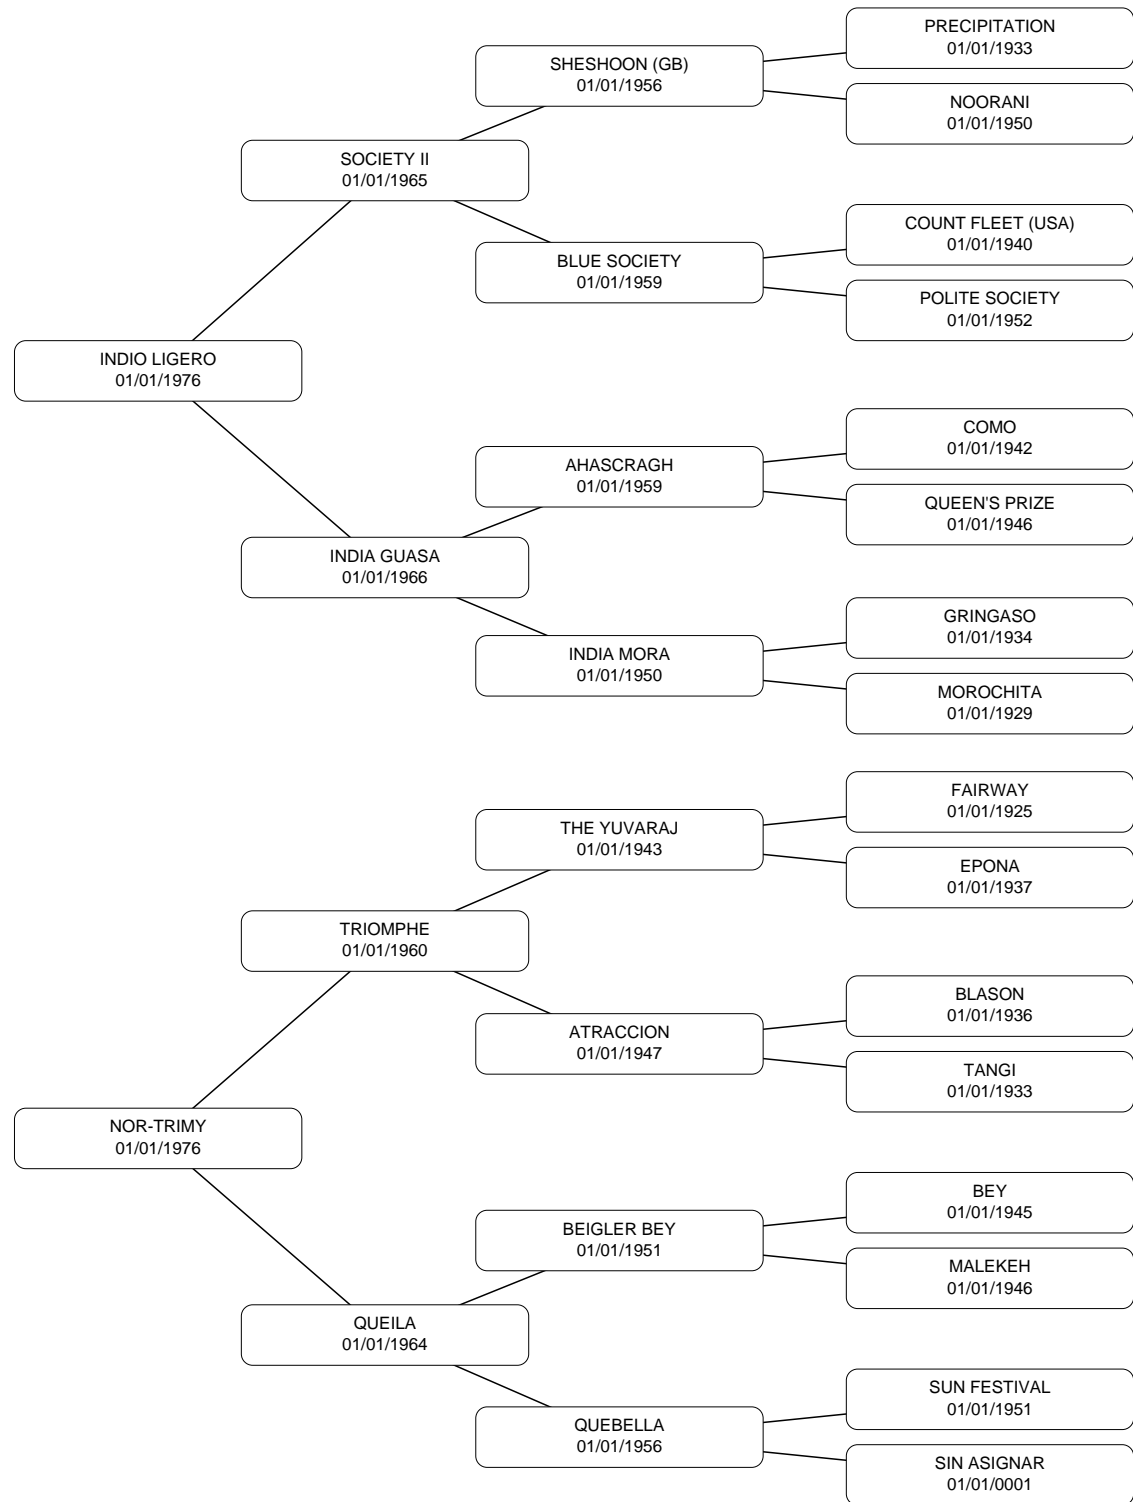 PRECIPITATION
01/01/1933
SHESHOON (GB)
01/01/1956
NOORANI
01/01/1950
SOCIETY II
01/01/1965
COUNT FLEET (USA)
01/01/1940
BLUE SOCIETY
01/01/1959
POLITE SOCIETY
01/01/1952
INDIO LIGERO
01/01/1976
COMO
01/01/1942
AHASCRAGH
01/01/1959
QUEEN'S PRIZE
01/01/1946
INDIA GUASA
01/01/1966
GRINGASO
01/01/1934
INDIA MORA
01/01/1950
MOROCHITA
01/01/1929
FAIRWAY
01/01/1925
THE YUVARAJ
01/01/1943
EPONA
01/01/1937
TRIOMPHE
01/01/1960
BLASON
01/01/1936
ATRACCION
01/01/1947
TANGI
01/01/1933
NOR-TRIMY
01/01/1976
BEY
01/01/1945
BEIGLER BEY
01/01/1951
MALEKEH
01/01/1946
QUEILA
01/01/1964
SUN FESTIVAL
01/01/1951
QUEBELLA
01/01/1956
SIN ASIGNAR
01/01/0001